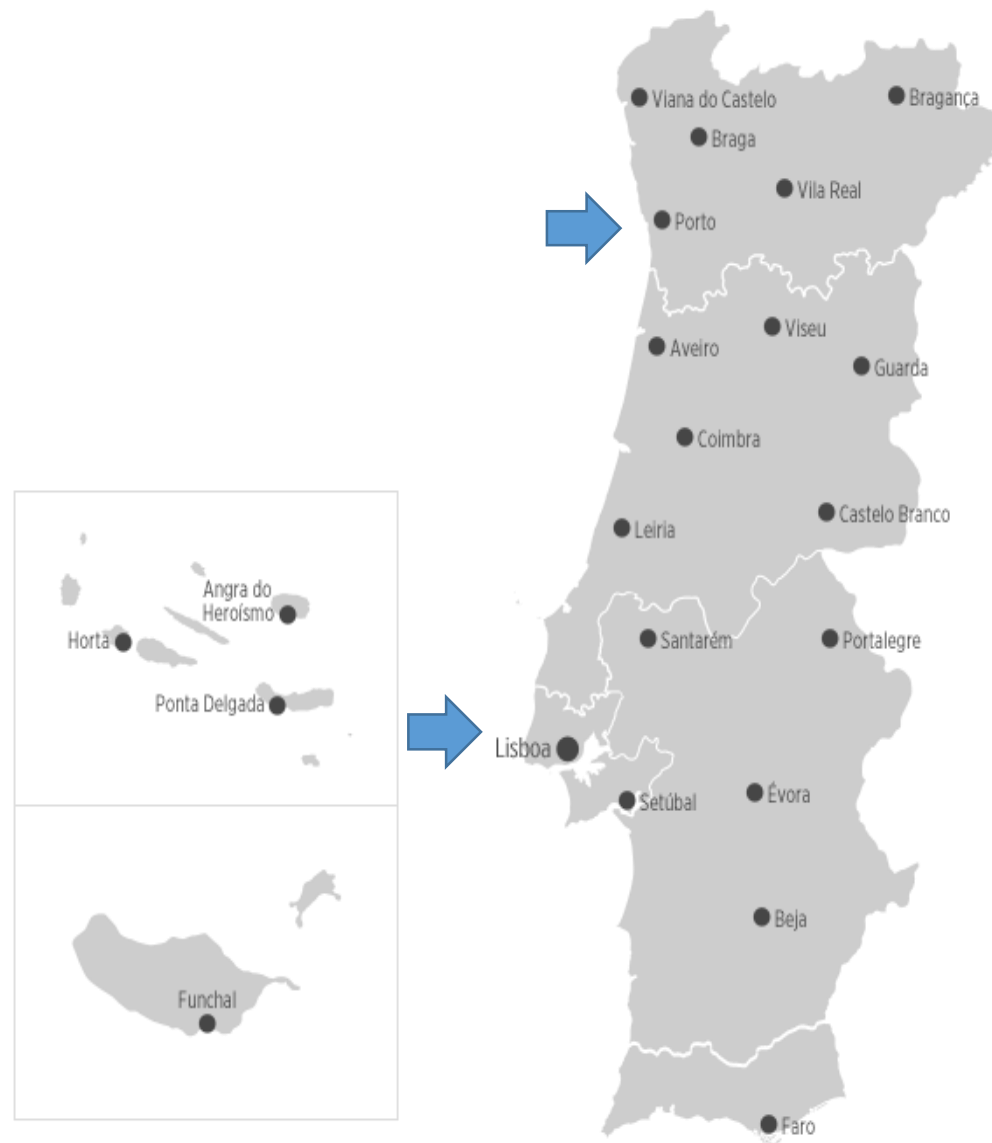 Viana do Castelo
Bragança
Braga
Vila Real
Porto
Viseu
Aveiro
Guarda
Coimbra
Castelo Branco
Leiria
Angra do
Heroísmo
Horta
Santarém
Portalegre
Ponta Delgada
Lisboa
Setúbal
Évora
Beja
Funchal
Faro